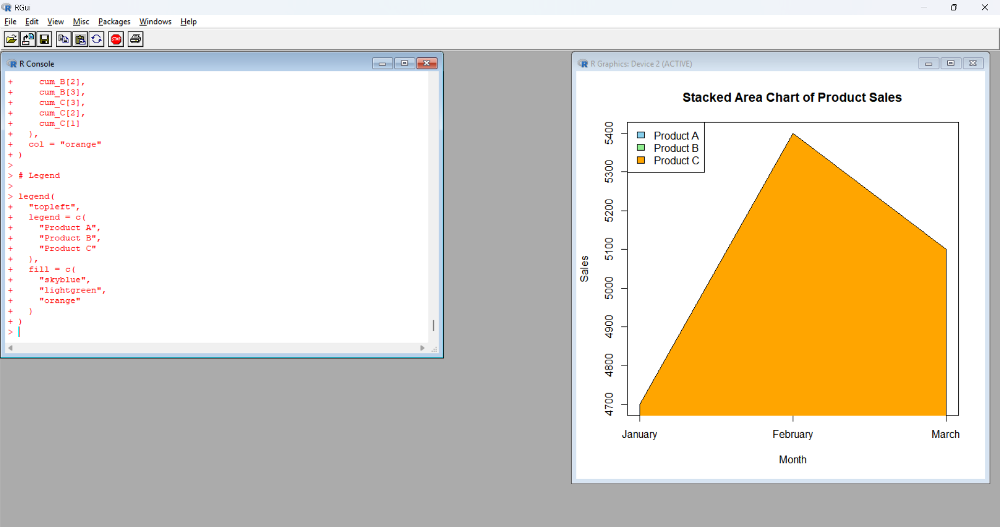 RGui
File Edit View Misc Packages Windows Help
STOP
R Console
+     cum_B[2],
+     cum_B[3],
+     cum_C[3],
+     cum_C[2],
+     cum_C[1]
+   ),
+   col = "orange"
+ )
>
> # Legend
>
> legend(
+   "topleft",
+   legend = c(
+     "Product A",
+     "Product B",
+     "Product C"
+   ),
+   fill = c(
+     "skyblue",
+     "lightgreen",
+     "orange"
+   )
+ )
>
R Graphics: Device 2 (ACTIVE)
Stacked Area Chart of Product Sales
Product A
Product B
Product C
5400
5300
5200
5100
5000
4900
4800
4700
Sales
January February March
Month